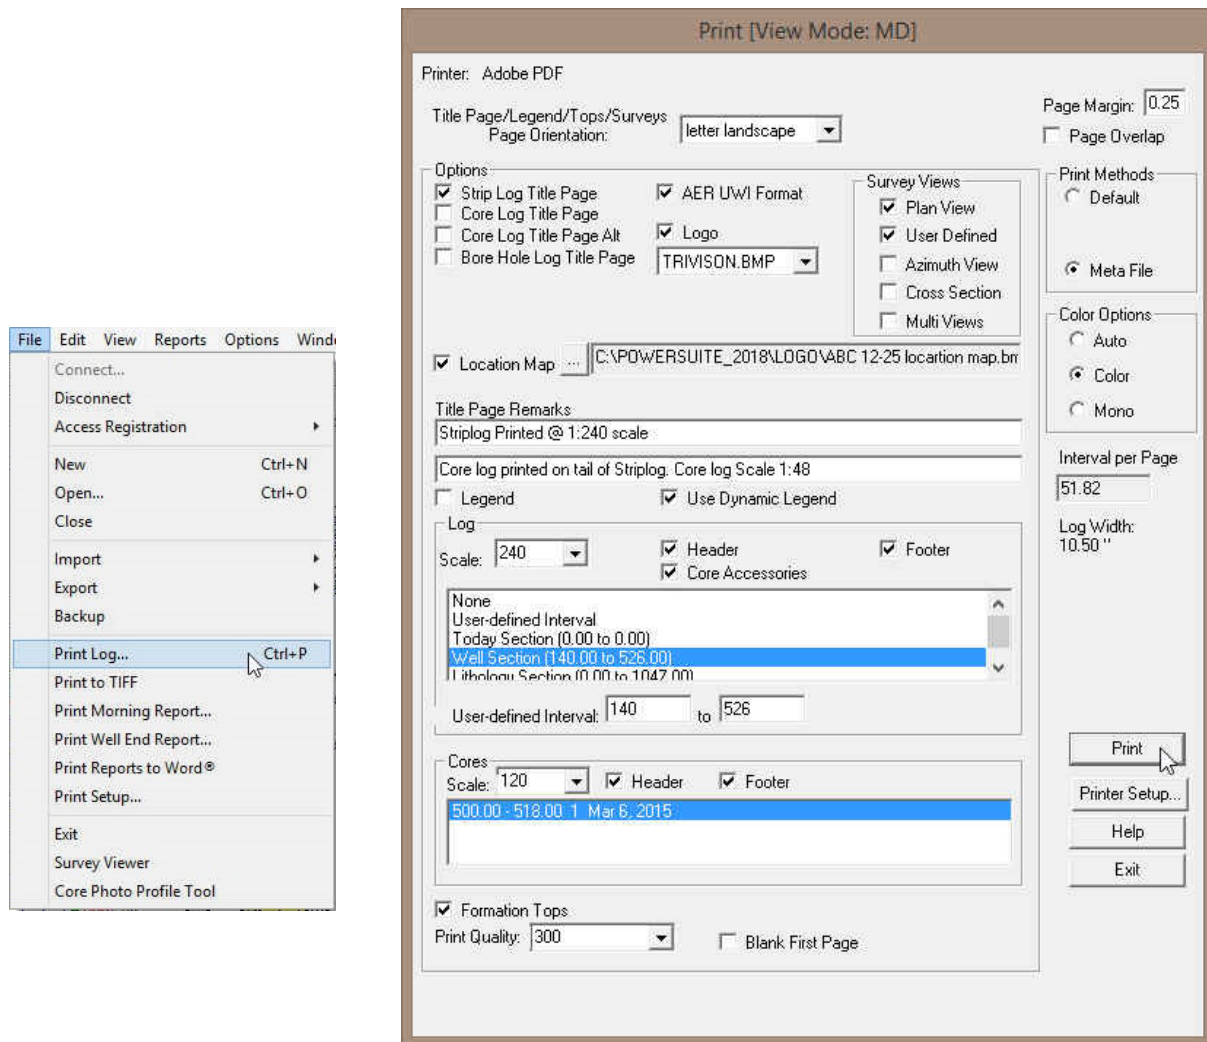 File Edit View Reports Options Wind
Connect...
Disconnect
Access Registration
New Ctrl+N
Open... Ctrl+O
Close
Import
Export
Backup
Print Log... Ctrl+P
Print to TIFF
Print Morning Report...
Print Well End Report...
Print Reports to Word®
Print Setup...
Exit
Survey Viewer
Core Photo Profile Tool
Print [View Mode: MD]
Printer: Adobe PDF
Title Page/Legend/Tops/Surveys
Page Orientation:
letter landscape
Page Margin: 0.25
Page Overlap
Options
Strip Log Title Page
Core Log Title Page
Core Log Title Page Alt
Bore Hole Log Title Page
AER UWI Format
Logo
TRIVISON.BMP
Survey Views
Plan View
User Defined
Azimuth View
Cross Section
Multi Views
Print Methods
Default
Meta File
Color Options
Auto
Color
Mono
Location Map ... C:\POWERSUITE_2018\LOGO\ABC 12-25 locartion map.bm
Title Page Remarks
Striplog Printed @ 1:240 scale
Core log printed on tail of Striplog. Core log Scale 1:48
Legend Use Dynamic Legend
Interval per Page
51.82
Log Width:
10.50 "
Log
Scale: 240
Header
Footer
Core Accessories
None
User-defined Interval
Today Section (0.00 to 0.00)
Well Section (140.00 to 526.00)
Lithology Section (0.00 to 1047.00)
User-defined Interval: 140 to 526
Cores
Scale: 120 Header Footer
500.00 - 518.00 1 Mar 6, 2015
Print
Printer Setup...
Help
Exit
Formation Tops
Print Quality: 300 Blank First Page